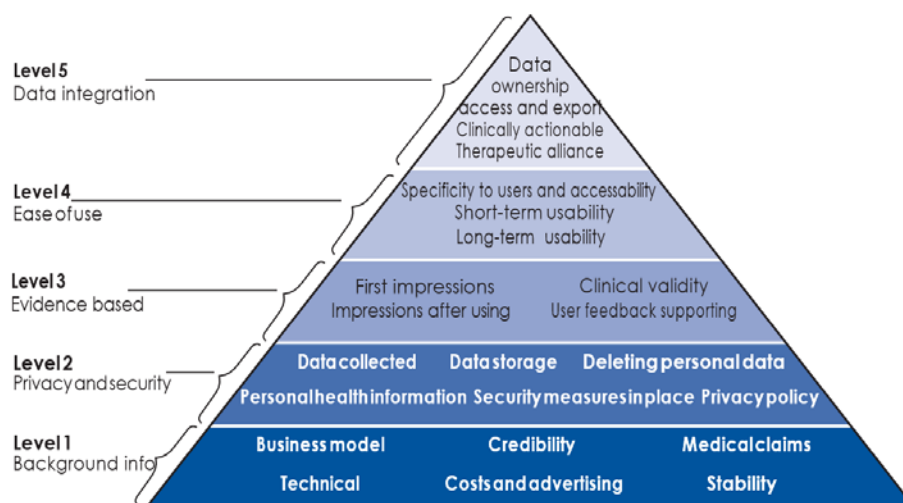 Level 5
Data integration
Data
ownership
access and export
Clinically actionable
Therapeutic alliance
Level 4
Ease of use
Specificity to users and accessability
Short-term usability
Long-term usability
Level 3
Evidence based
First impressions Clinical validity
Impressions after using User feedback supporting
Level 2
Privacy and security
Data collected Data storage Deleting personal data
Personal health information Security measures in place Privacy policy
Level 1
Background info
Business model Credibility Medical claims
Technical Costs and advertising Stability